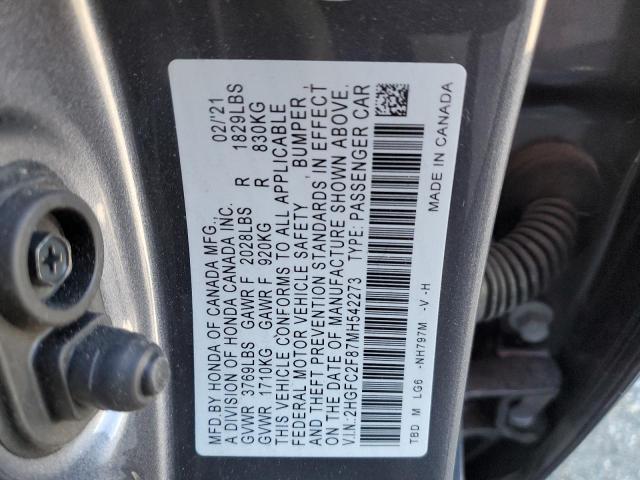 MFD.BY HONDA OF CANADA MFG., 02/'21
A DIVISION OF HONDA CANADA INC.
GVWR 3769LBS GAWR F 2028LBS R 1829LBS
GVWR 1710KG GAWR F 920KG R 830KG
THIS VEHICLE CONFORMS TO ALL APPLICABLE
FEDERAL MOTOR VEHICLE SAFETY, BUMPER,
AND THEFT PREVENTION STANDARDS IN EFFECT
ON THE DATE OF MANUFACTURE SHOWN ABOVE.
V.I.N.:2HGFC2F87MH542273 TYPE: PASSENGER CAR
TBD M LG6 -NH797M -V -H
MADE IN CANADA